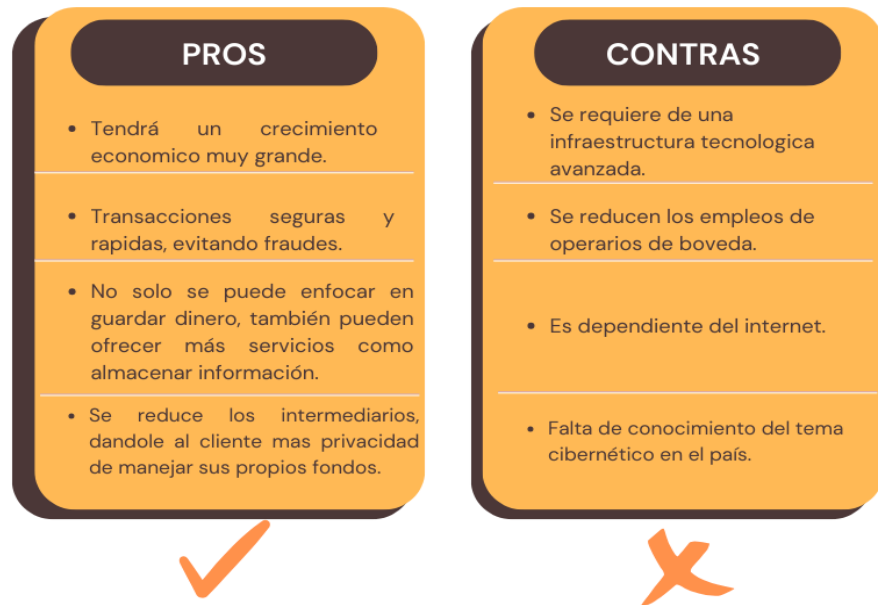 PROS
Tendrá un crecimiento
economico muy grande.
Transacciones seguras y
rapidas, evitando fraudes.
No solo se puede enfocar en
guardar dinero, también pueden
ofrecer más servicios como
almacenar información.
Se reduce los intermediarios,
dandole al cliente mas privacidad
de manejar sus propios fondos.
CONTRAS
Se requiere de una
infraestructura tecnologica
avanzada.
Se reducen los empleos de
operarios de boveda.
Es dependiente del internet.
Falta de conocimiento del tema
cibernético en el país.